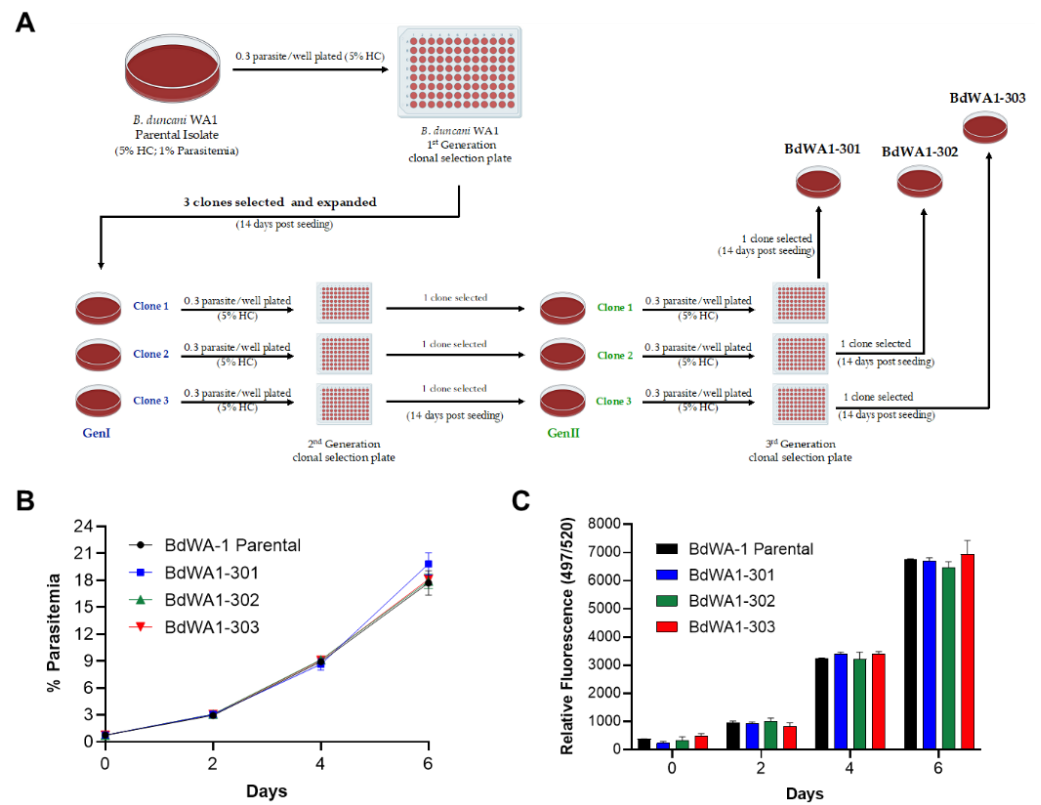 A
0.3 parasite/well plated (5% HC)
B. duncani WA1
Parental Isolate
(5% HC; 1% Parasitemia)
B. duncani WA1
1st Generation
clonal selection plate
3 clones selected and expanded
(14 days post seeding)
BdWA1-303
BdWA1-301
BdWA1-302
1 clone selected
(14 days post seeding)
Clone 1
0.3 parasite/well plated
(5% HC)
1 clone selected
Clone 1
0.3 parasite/well plated
(5% HC)
Clone 2
0.3 parasite/well plated
(5% HC)
1 clone selected
Clone 2
0.3 parasite/well plated
(5% HC)
1 clone selected
(14 days post seeding)
Clone 3
0.3 parasite/well plated
(5% HC)
1 clone selected
(14 days post seeding)
Clone 3
0.3 parasite/well plated
(5% HC)
1 clone selected
(14 days post seeding)
GenI
2nd Generation
clonal selection plate
GenII
3rd Generation
clonal selection plate
B
% Parasitemia
24
21
18
15
12
9
6
3
0
BdWA-1 Parental
BdWA1-301
BdWA1-302
BdWA1-303
0 2 4 6
Days
C
Relative Fluorescence (497/520)
8000
7000
6000
5000
4000
3000
2000
1000
0
BdWA-1 Parental
BdWA1-301
BdWA1-302
BdWA1-303
0 2 4 6
Days